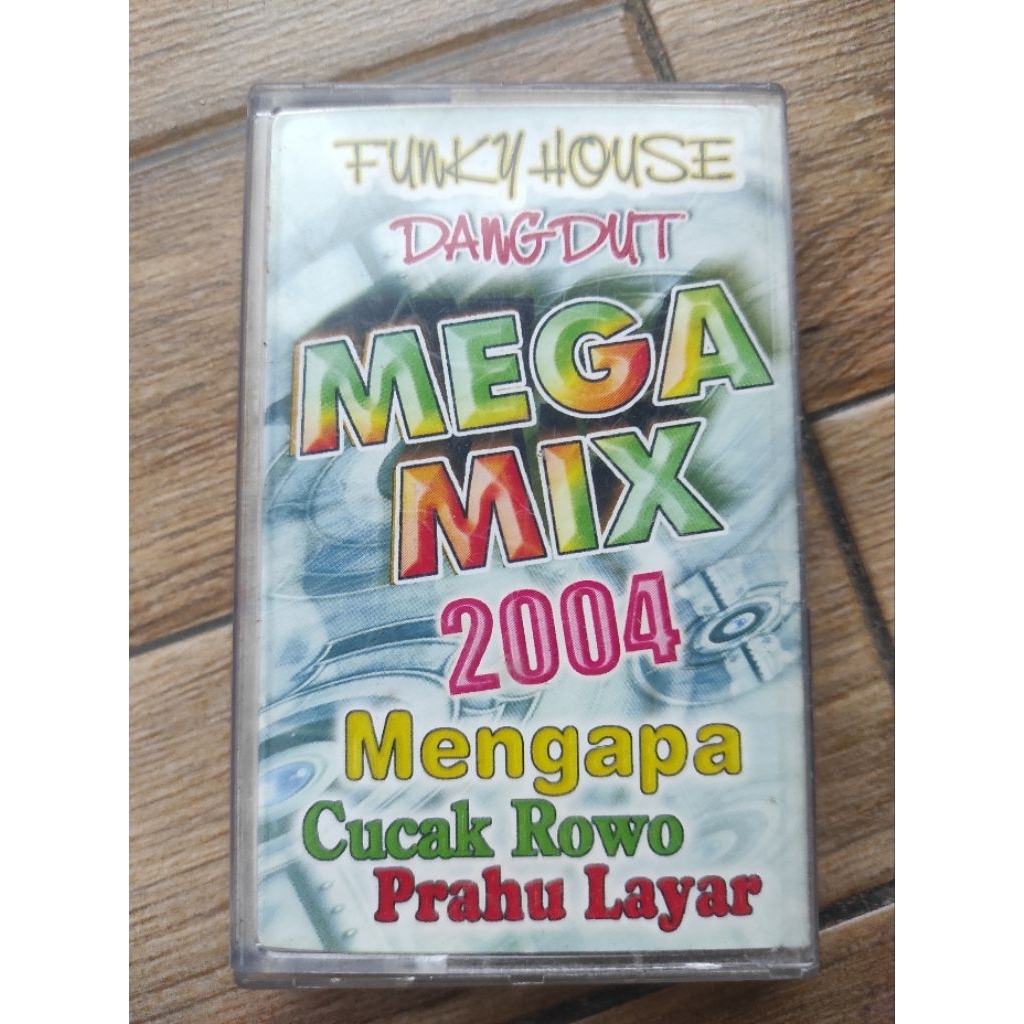 FUNKY HOUSE
DANGDUT
MEGA
MIX
2004
Mengapa
Cucak Rowo
Prahu Layar